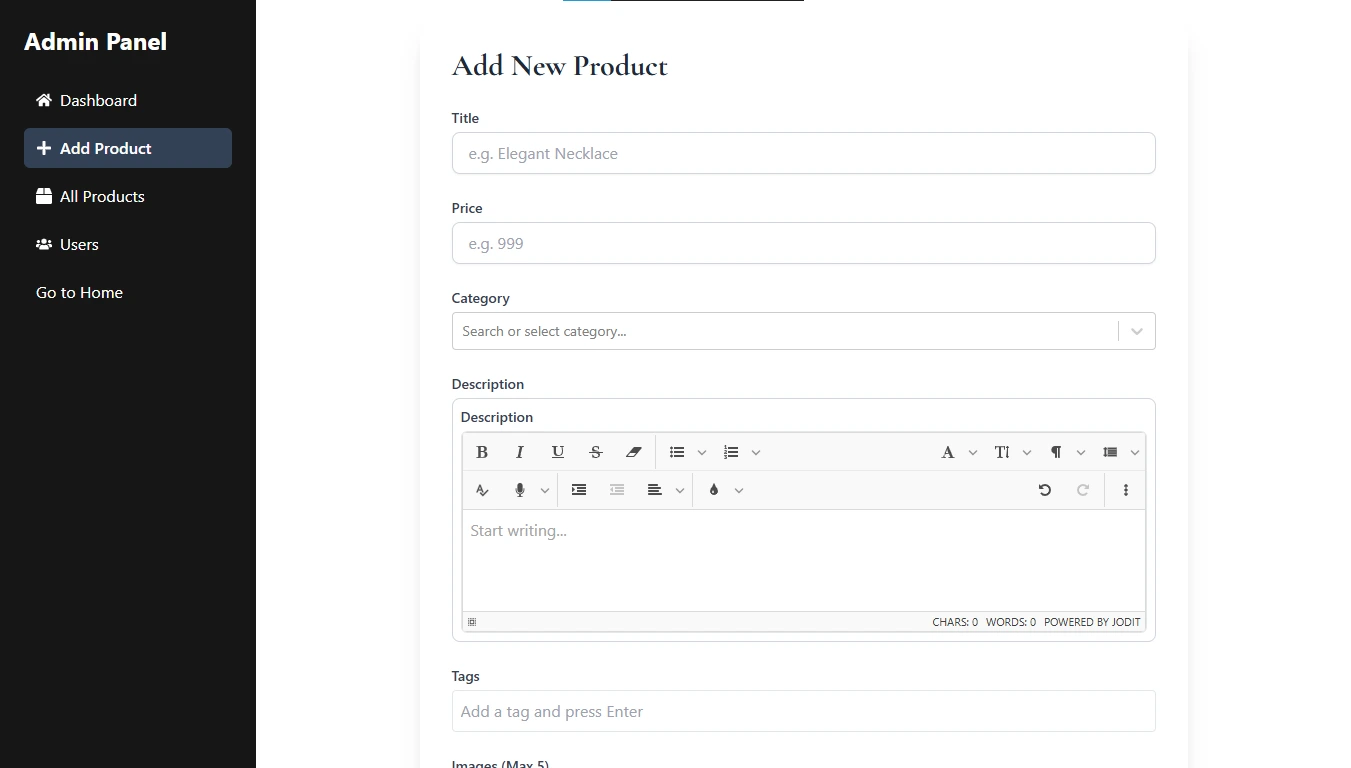 Admin Panel
Dashboard
Add Product
All Products
Users
Go to Home
Add New Product
Title
e.g. Elegant Necklace
Price
e.g. 999
Category
Search or select category...
Description
Description
Start writing...
CHARS: 0 WORDS: 0 POWERED BY JODIT
Tags
Add a tag and press Enter
Images (Max 5)